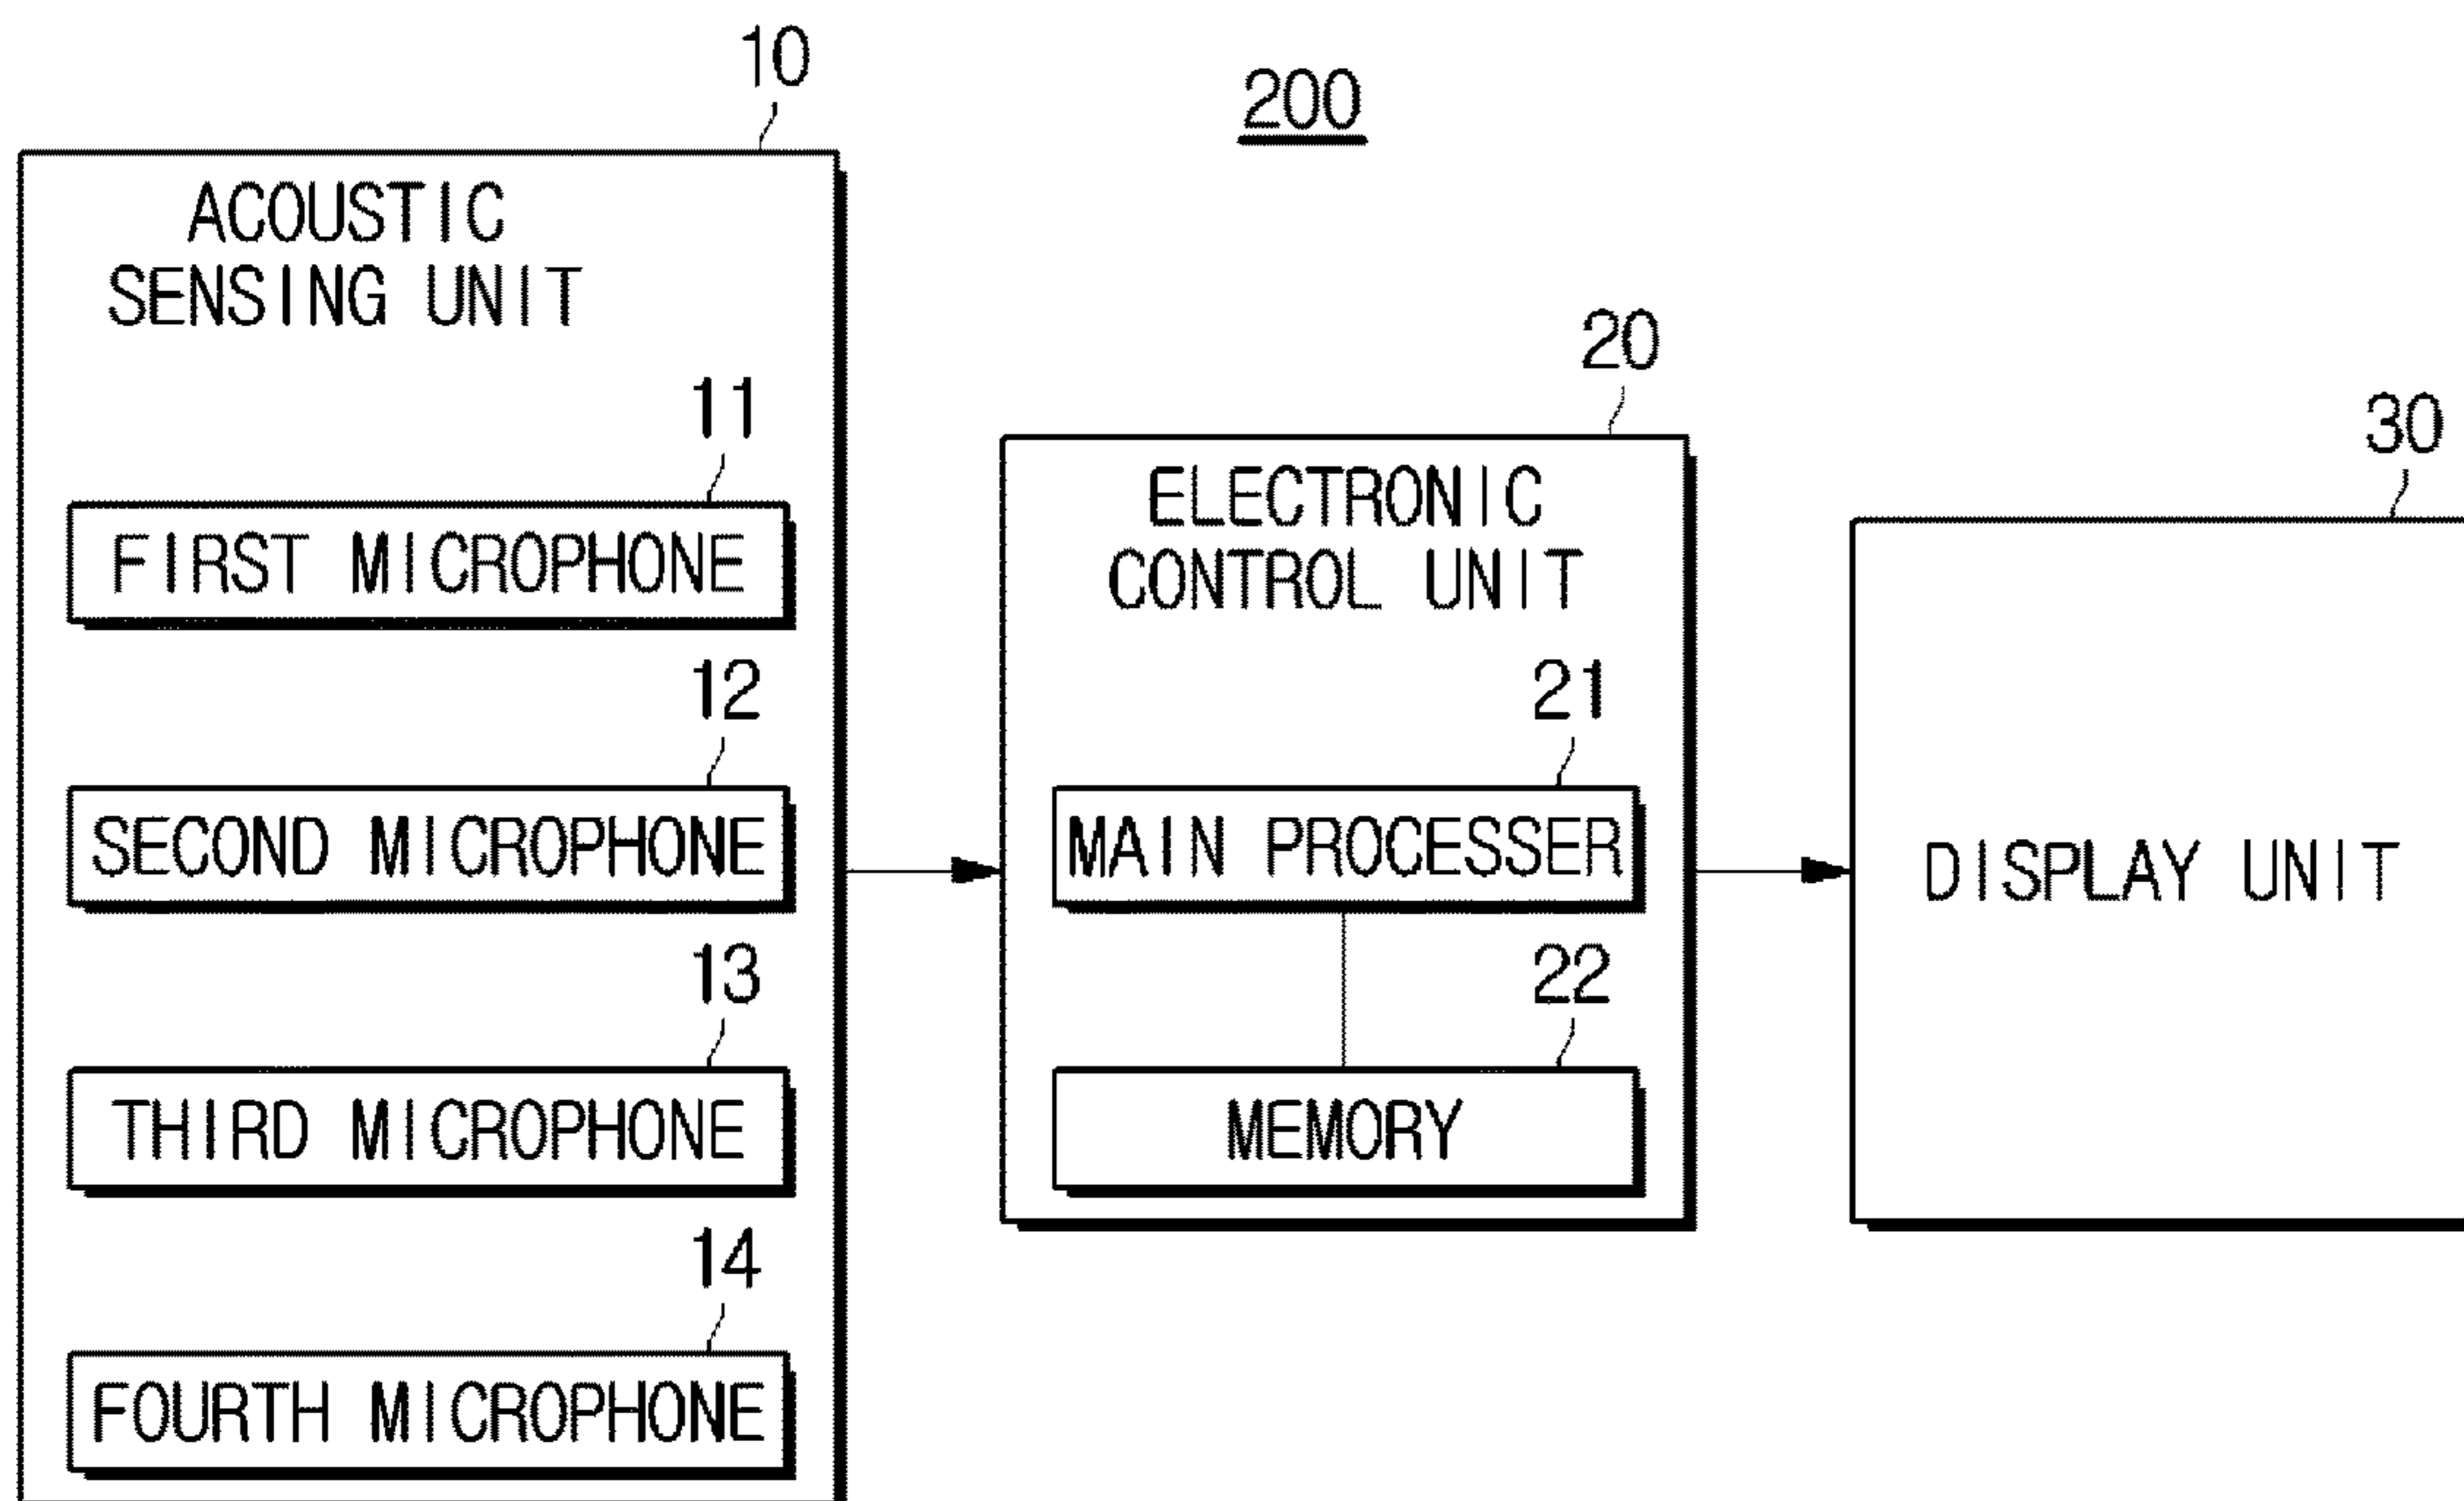 200
10
ACOUSTIC
SENSING UNIT
11
FIRST MICROPHONE
12
SECOND MICROPHONE
13
THIRD MICROPHONE
14
FOURTH MICROPHONE
20
ELECTRONIC
CONTROL UNIT
21
MAIN PROCESSER
22
MEMORY
30
DISPLAY UNIT